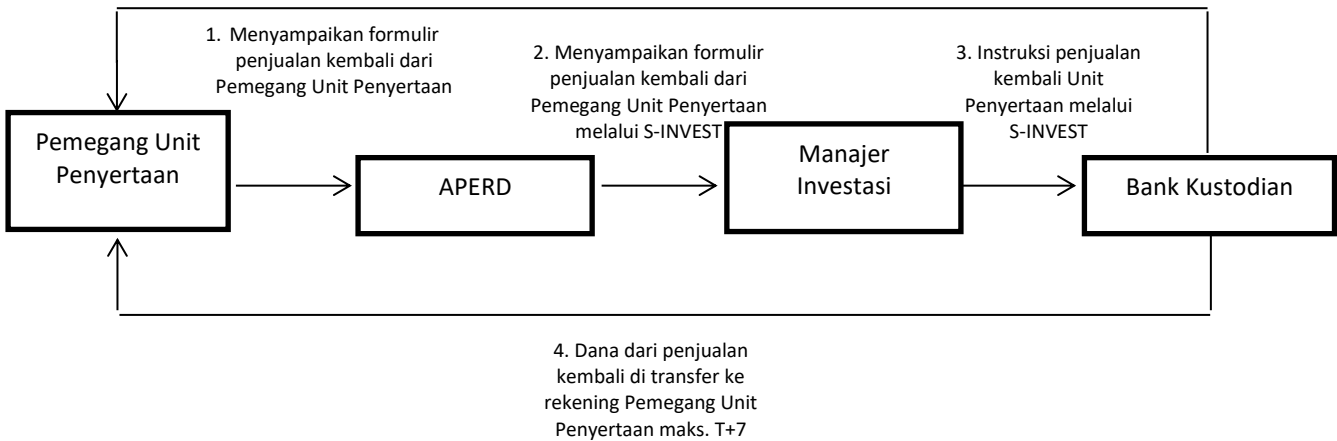 1. Menyampaikan formulir
penjualan kembali dari
Pemegang Unit Penyertaan
2. Menyampaikan formulir
penjualan kembali dari
Pemegang Unit Penyertaan
melalui S-INVEST
3. Instruksi penjualan
kembali Unit
Penyertaan melalui
S-INVEST
Pemegang Unit
Penyertaan
APERD
Manajer
Investasi
Bank Kustodian
4. Dana dari penjualan
kembali di transfer ke
rekening Pemegang Unit
Penyertaan maks. T+7